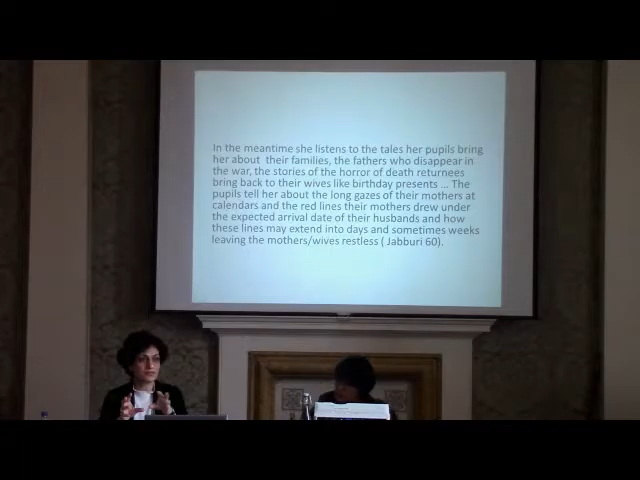 In the meantime she listens to the tales her pupils bring
her about  their families, the fathers who disappear in
the war, the stories of the horror of death returnees
bring back to their wives like birthday presents ... The
pupils tell her about the long gazes of their mothers at
calendars and the red lines their mothers drew under
the expected arrival date of their husbands and how
these lines may extend into days and sometimes weeks
leaving the mothers/wives restless ( Jabburi 60).